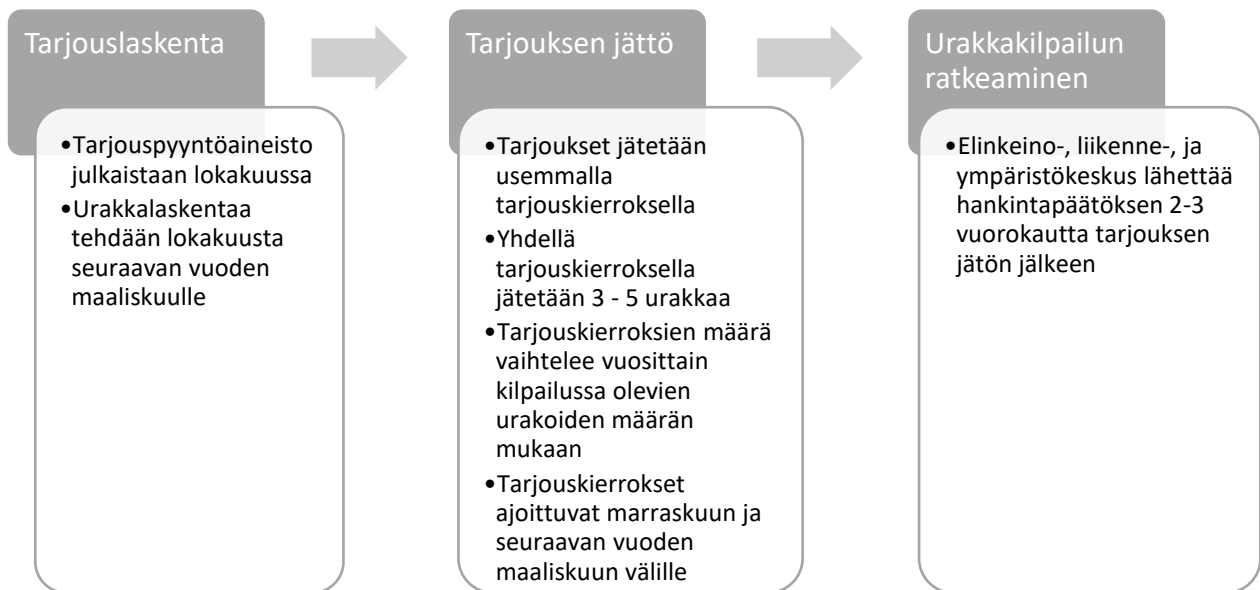 Tarjouslaskenta
•Tarjouspyyntöaineisto
julkaistaan lokakuussa
•Urakkalaskentaa
tehdään lokakuusta
seuraavan vuoden
maaliskuulle
Tarjouksen jättö
•Tarjoukset jätetään
usemmalla
tarjouskierroksella
•Yhdellä
tarjouskierroksella
jätetään 3 - 5 urakkaa
•Tarjouskierroksien määrä
vaihtelee vuosittain
kilpailussa olevien
urakoiden määrän
mukaan
•Tarjouskierrokset
ajoittuvat marraskuun ja
seuraavan vuoden
maaliskuun välille
Urakkakilpailun
ratkeaminen
•Elinkeino-, liikenne-, ja
ympäristökeskus lähettää
hankintapäätöksen 2-3
vuorokautta tarjouksen
jätön jälkeen